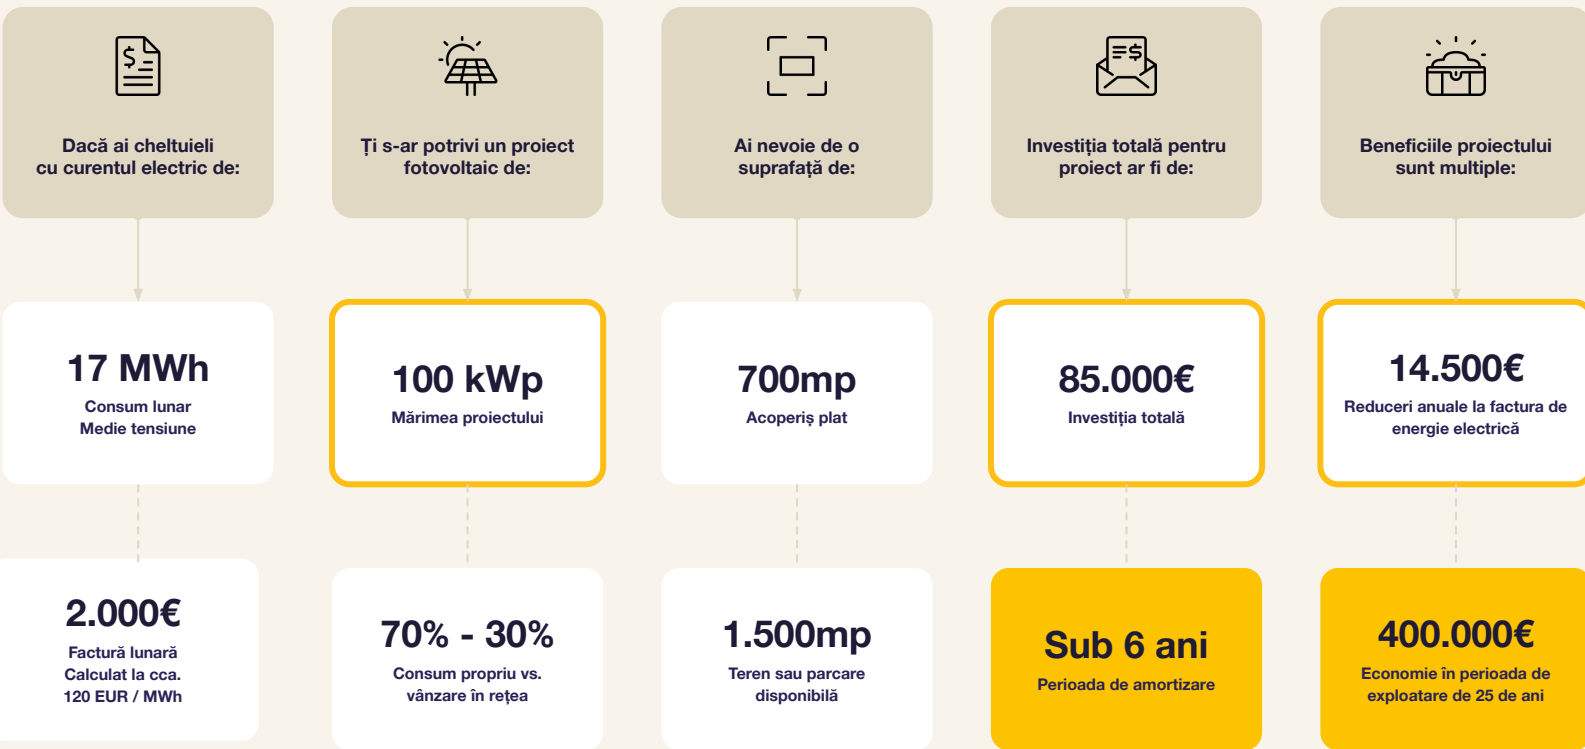 Dacă ai cheltuieli
cu curentul electric de:
Ți s-ar potrivi un proiect
fotovoltaic de:
Ai nevoie de o
suprafață de:
Investiția totală pentru
proiect ar fi de:
Beneficiile proiectului
sunt multiple:
17 MWh
Consum lunar
Medie tensiune
100 kWp
Mărimea proiectului
700mp
Acoperiș plat
85.000€
Investiția totală
14.500€
Reduceri anuale la factura de
energie electrică
2.000€
Factură lunară
Calculat la cca.
120 EUR / MWh
70% - 30%
Consum propriu vs.
vânzare în rețea
1.500mp
Teren sau parcare
disponibilă
Sub 6 ani
Perioada de amortizare
400.000€
Economie în perioada de
exploatare de 25 de ani